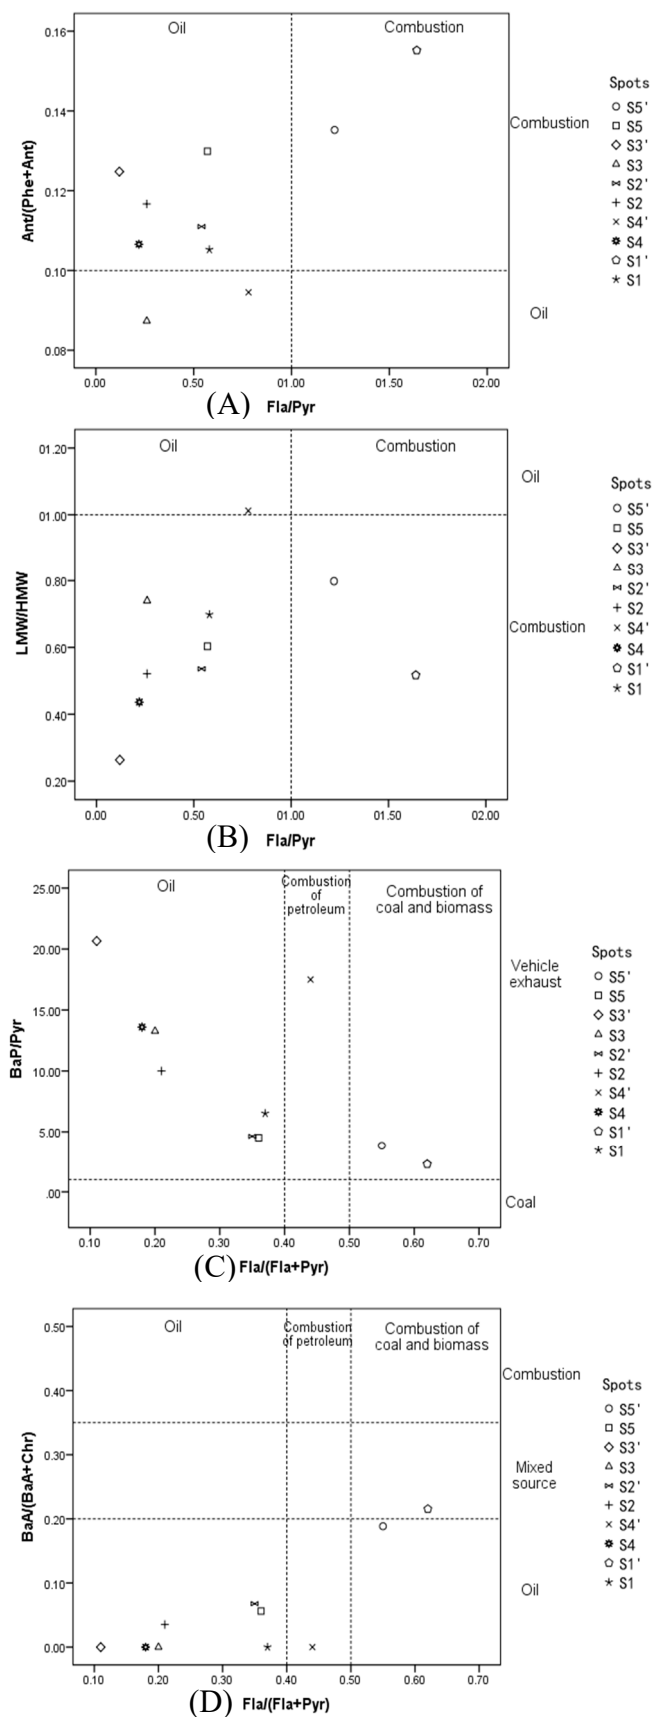 Oil
Combustion
0.16
0.14
0.12
0.10
0.08
Ant/(Phe+Ant)
Combustion
Oil
Spots
S5'
S5
S3'
S3
S2'
S2
S4'
S4
S1'
S1
0.00
0.50
01.00
01.50
02.00
(A) Fla/Pyr
Oil
Combustion
01.20
01.00
0.80
0.60
0.40
0.20
LMW/HMW
Oil
Combustion
Spots
S5'
S5
S3'
S3
S2'
S2
S4'
S4
S1'
S1
0.00
0.50
01.00
01.50
02.00
(B) Fla/Pyr
Oil
Combustion
of
petroleum
Combustion of
coal and biomass
25.00
20.00
15.00
10.00
5.00
.00
BaP/Pyr
Vehicle
exhaust
Coal
Spots
S5'
S5
S3'
S3
S2'
S2
S4'
S4
S1'
S1
0.10
0.20
0.30
0.40
0.50
0.60
0.70
(C) Fla/(Fla+Pyr)
Oil
Combustion
of petroleum
Combustion of
coal and biomass
0.50
0.40
0.30
0.20
0.10
0.00
BaA/(BaA+Chr)
Combustion
Mixed
source
Oil
Spots
S5'
S5
S3'
S3
S2'
S2
S4'
S4
S1'
S1
0.10
0.20
0.30
0.40
0.50
0.60
0.70
(D) Fla/(Fla+Pyr)